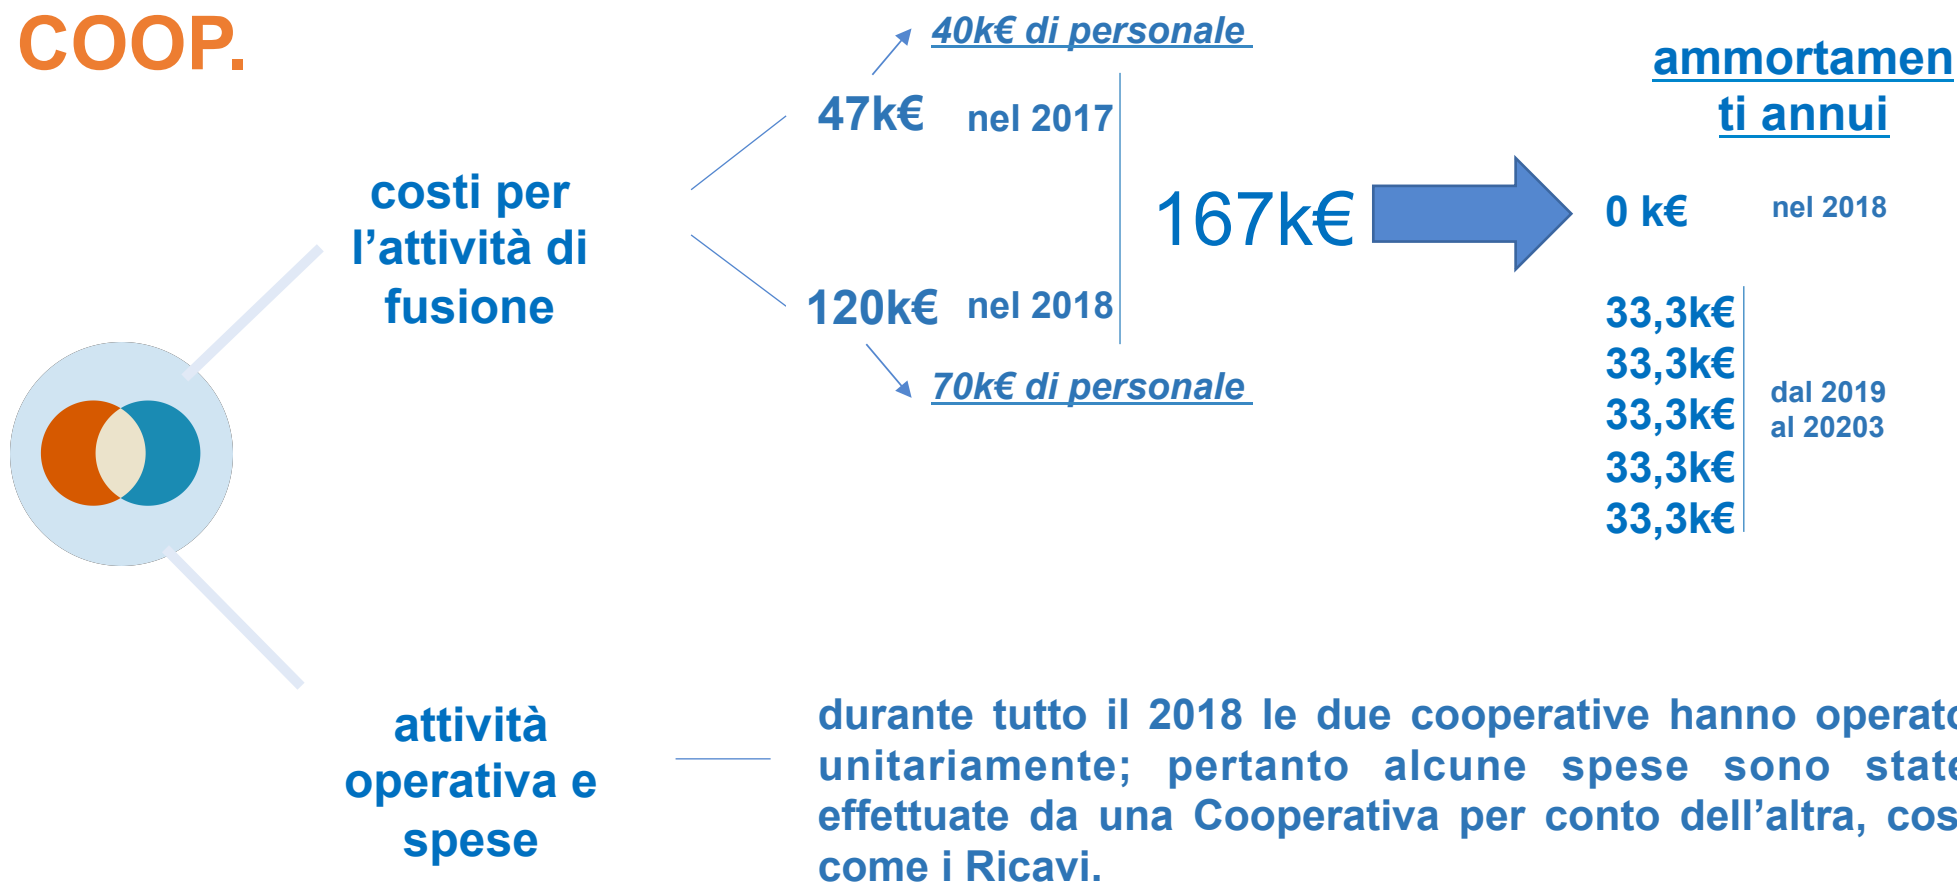 COOP.
40k€ di personale
47k€ nel 2017
costi per
l’attività di
fusione
120k€ nel 2018
70k€ di personale
167k€
ammortamen
ti annui
0 k€ nel 2018
33,3k€
33,3k€
33,3k€
33,3k€
33,3k€
dal 2019
al 20203
attività
operativa e
spese
durante tutto il 2018 le due cooperative hanno operato
unitariamente; pertanto alcune spese sono state
effettuate da una Cooperativa per conto dell’altra, cos
come i Ricavi.